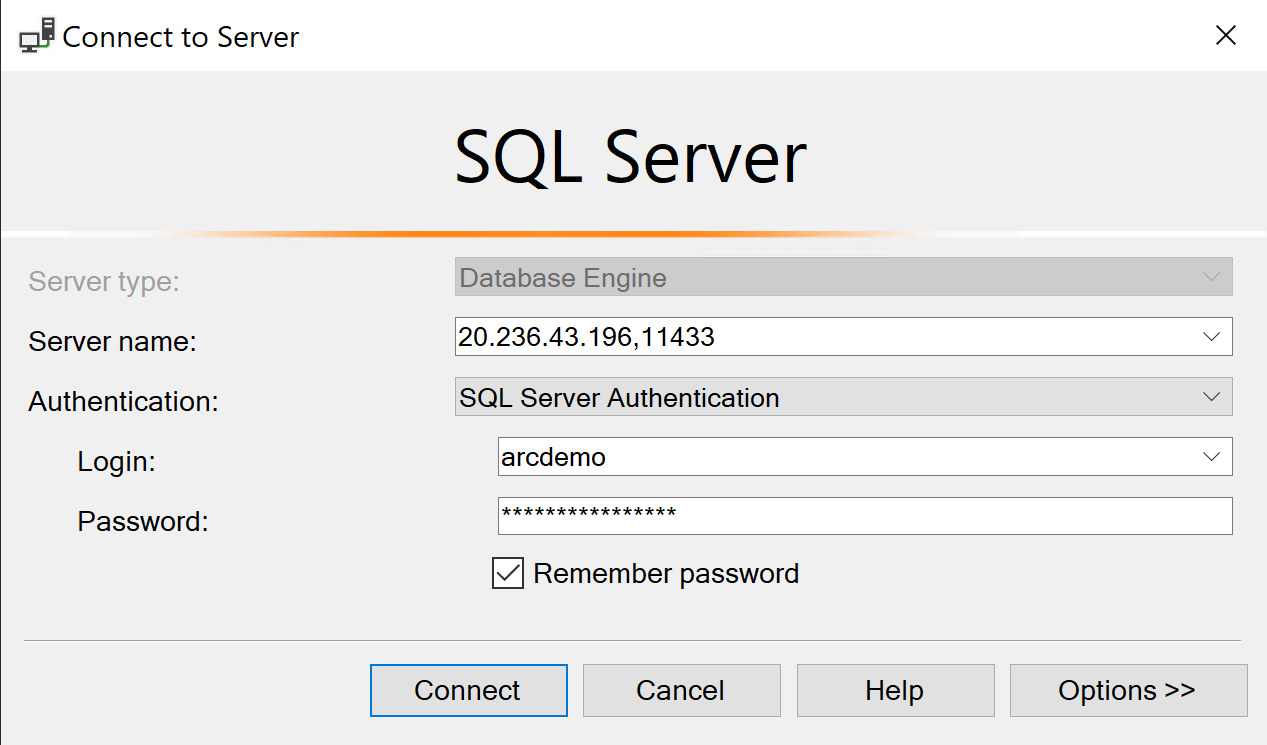 Connect to Server
SQL Server
Server type: Database Engine
Server name: 20.236.43.196,11433
Authentication: SQL Server Authentication
Login: arcdemo
Password: ****************
Remember password
Connect Cancel Help Options >>